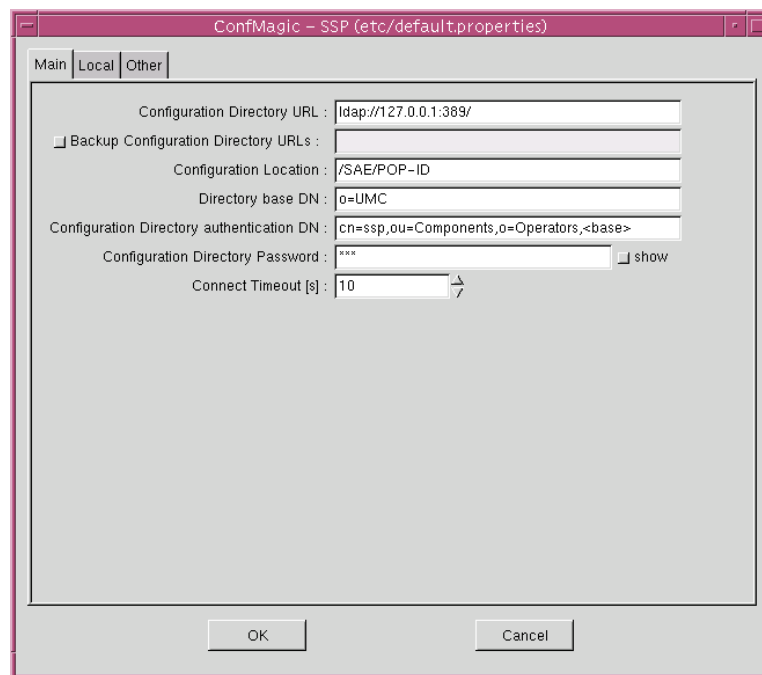 ConfMagic – SSP (etc/default.properties)
Main Local Other
Configuration Directory URL : ldap://127.0.0.1:389/
Backup Configuration Directory URLs :
Configuration Location : /SAE/POP-ID
Directory base DN : o=UMC
Configuration Directory authentication DN : cn=ssp,ou=Components,o=Operators,<base>
Configuration Directory Password : *** show
Connect Timeout [s] : 10
OK Cancel